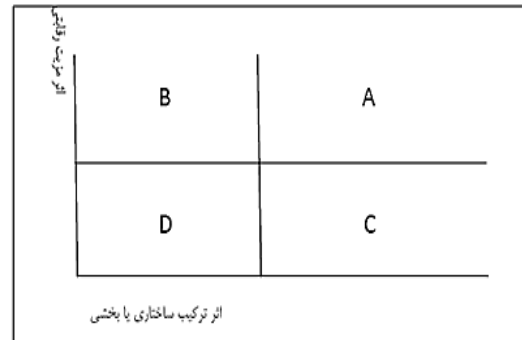 اثر مزیت رقابتی
B A
D C
اثر ترکیب ساختاری یا بخشی